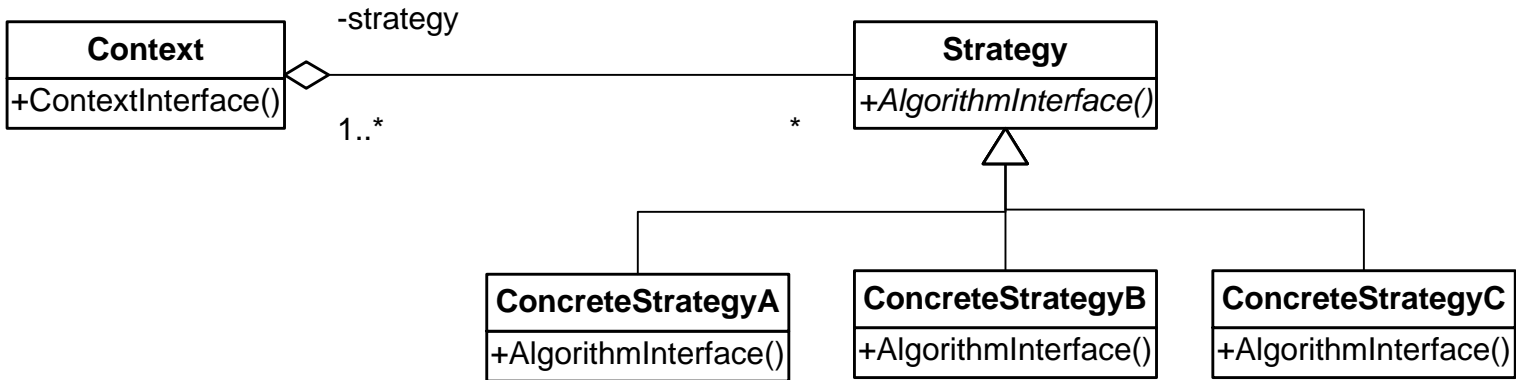 -strategy
Context
Strategy
+ContextInterface()
+AlgorithmInterface()
1..*
*
ConcreteStrategyA
ConcreteStrategyB
ConcreteStrategyC
+AlgorithmInterface()
+AlgorithmInterface()
+AlgorithmInterface()